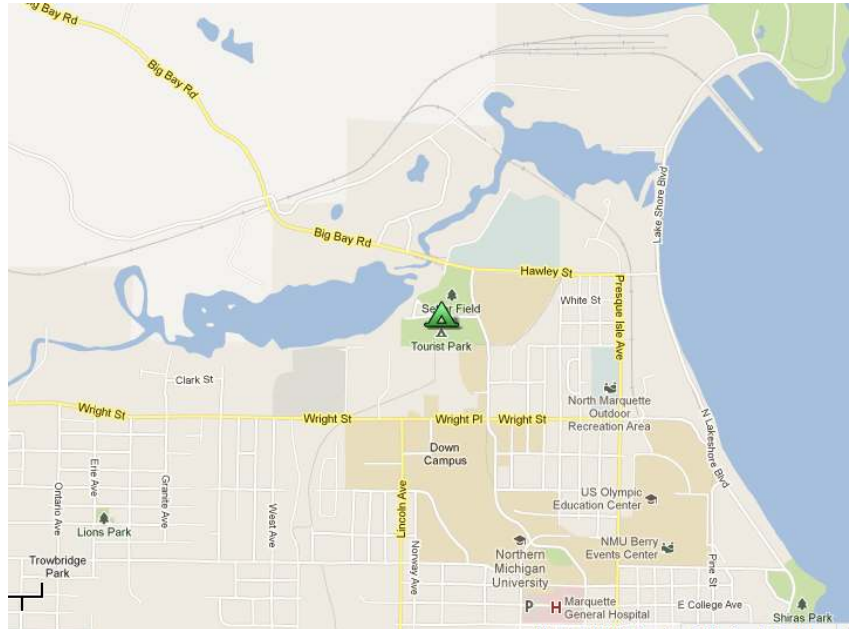 Big Bay Rd
Big Bay Rd
Lake Shore Blvd
Big Bay Rd
Hawley St
Presque Isle Ave
White St
Field
Tourist Park
Clark St
Wright St
Wright St
Wright Pl
Wright St
North Marquette
Outdoor
Recreation Area
N Lakeshore Blvd
Down
Campus
Erie Ave
Ontario Ave
Granite Ave
West Ave
Lincoln Ave
US Olympic
Education Center
Lions Park
Norway Ave
Northern
Michigan
University
NMU Berry
Events Center
Pine St
Trowbridge
Park
P
H
Marquette
General Hospital
E College Ave
Shiras Park